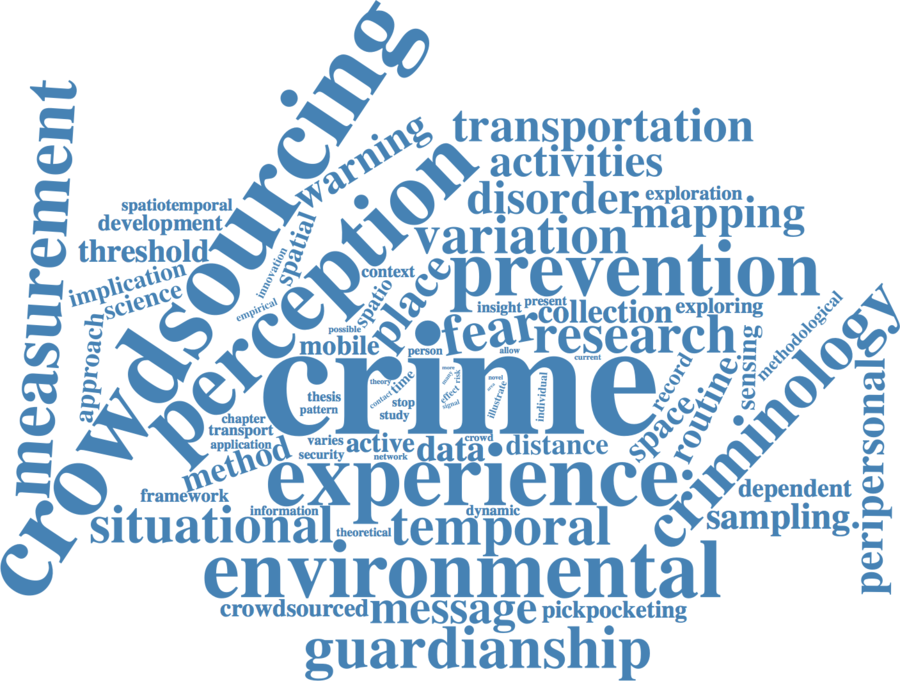 crowdsourcing
measurement
transportation
warning
activities
perception
disorder
exploration
spatiotemporal
mapping
development
spatial
variation
threshold
innovation
prevention
context
place
implication
science
spatio
empirical
insight
present
collection
exploring
methodological
possible
fear
research
approach
mobile
person
allow
current
crime
sensing
record
theory
time
more
risk
novel
individual
illustrate
effect
signal
contact
thesis
stop
pattern
study
space
routine
criminology
peripersonal
chapter
transport
application
varies
active
crowd
data
distance
security
network
method
experience
framework
dependent
information
dynamic
situational
theoretical
temporal
sampling
environmental
crowdsourced
message
pickpocketing
guardianship